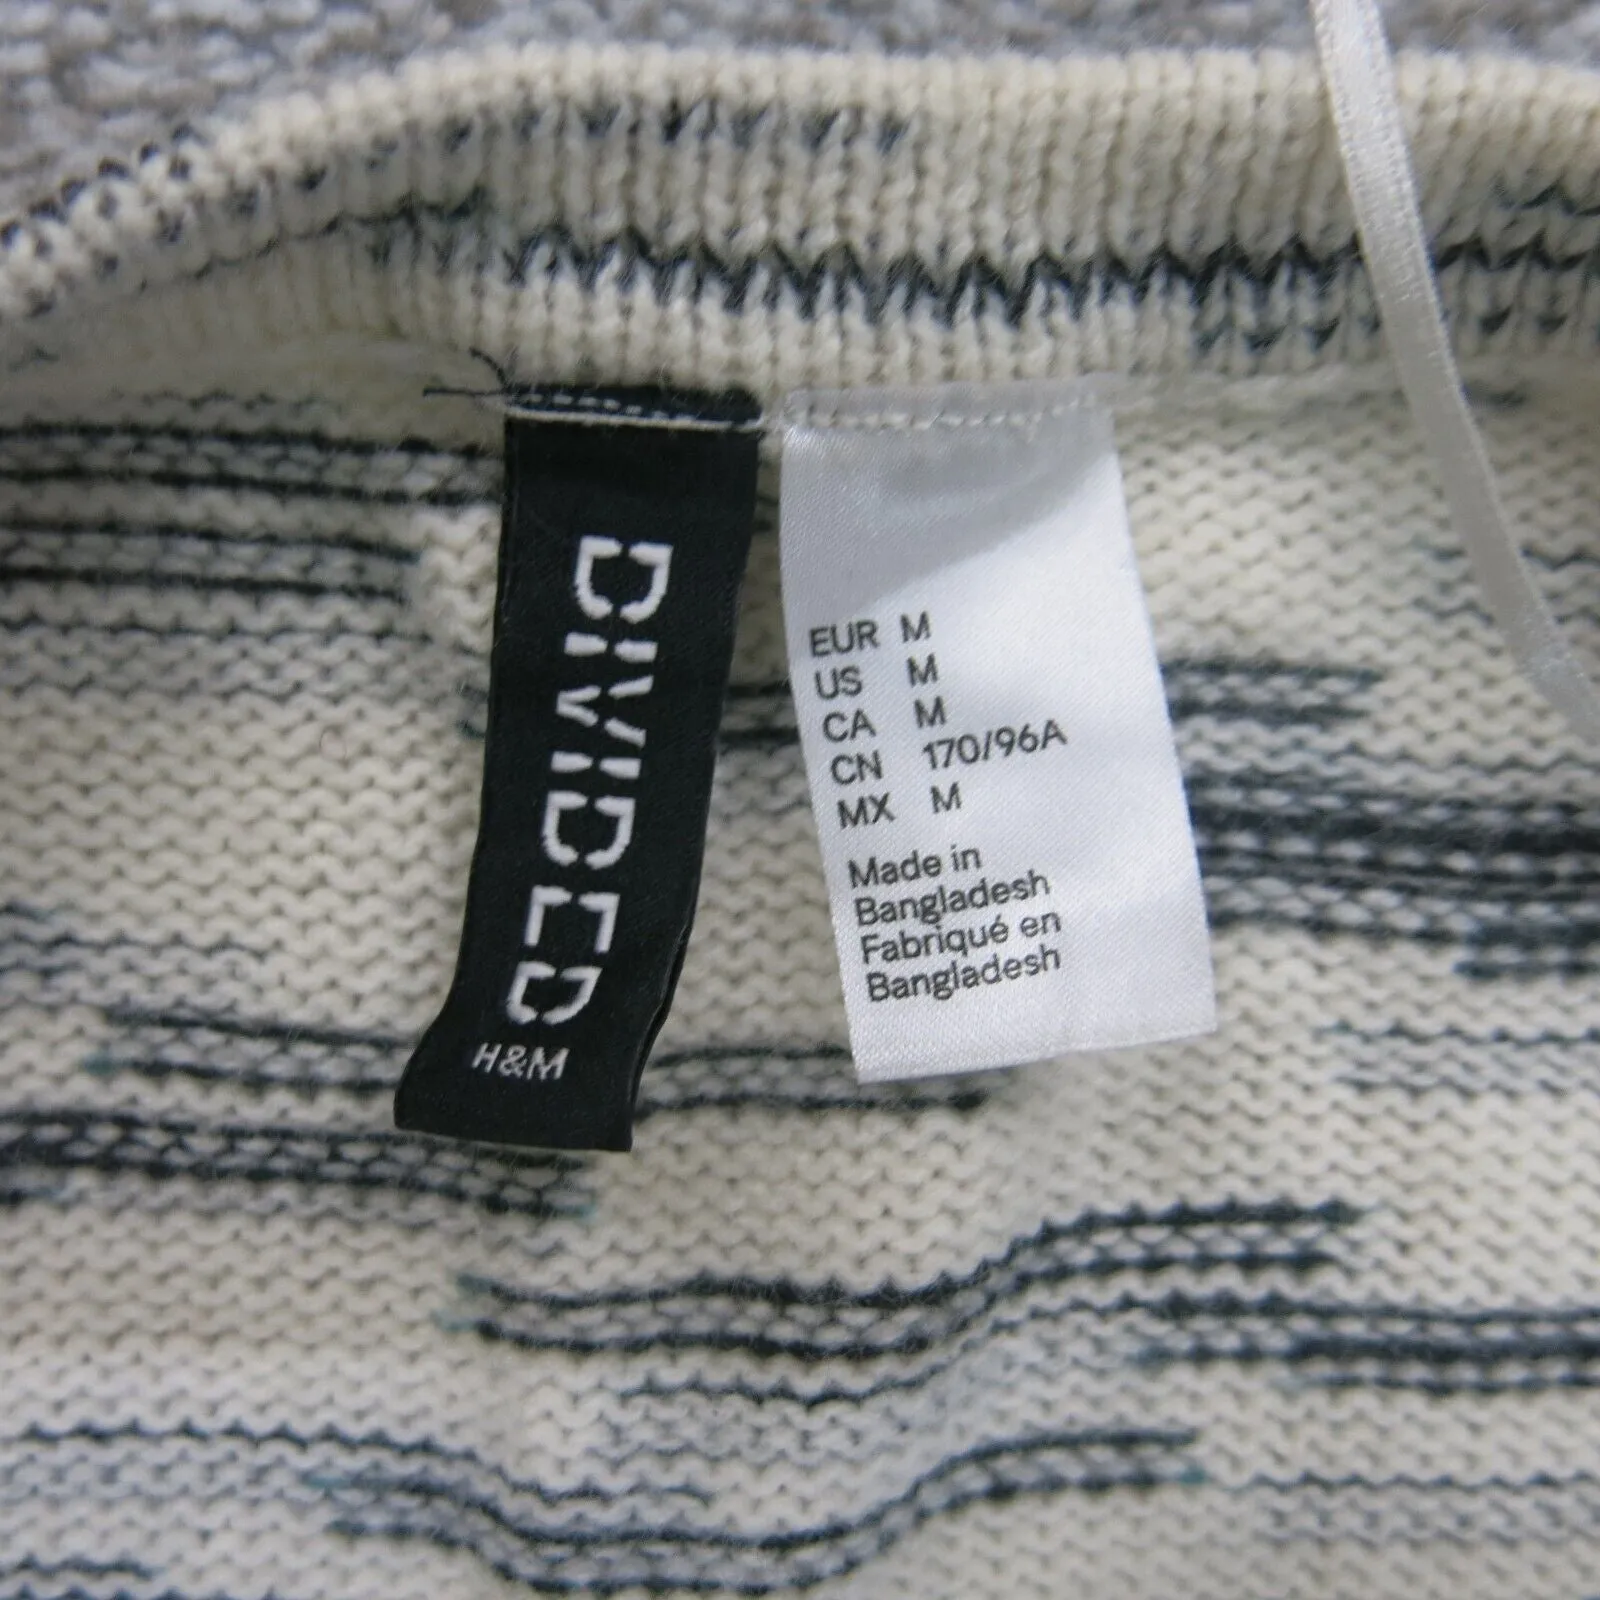 DIVIDED
H&M
EUR M
US M
CA M
CN 170/96A
MX M
Made in
Bangladesh
Fabriqué en
Bangladesh